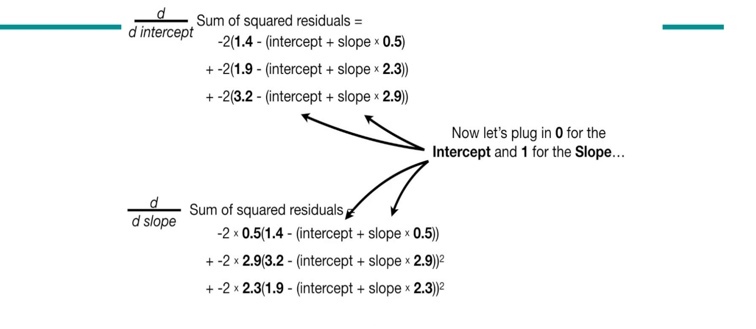 d
d intercept
Sum of squared residuals =
-2(1.4 - (intercept + slope × 0.5)
+ -2(1.9 - (intercept + slope × 2.3))
+ -2(3.2 - (intercept + slope × 2.9))
Now let's plug in 0 for the
Intercept and 1 for the Slope…
d
d slope
Sum of squared residuals =
-2 × 0.5(1.4 - (intercept + slope × 0.5))
+ -2 × 2.9(3.2 - (intercept + slope × 2.9))²
+ -2 × 2.3(1.9 - (intercept + slope × 2.3))²